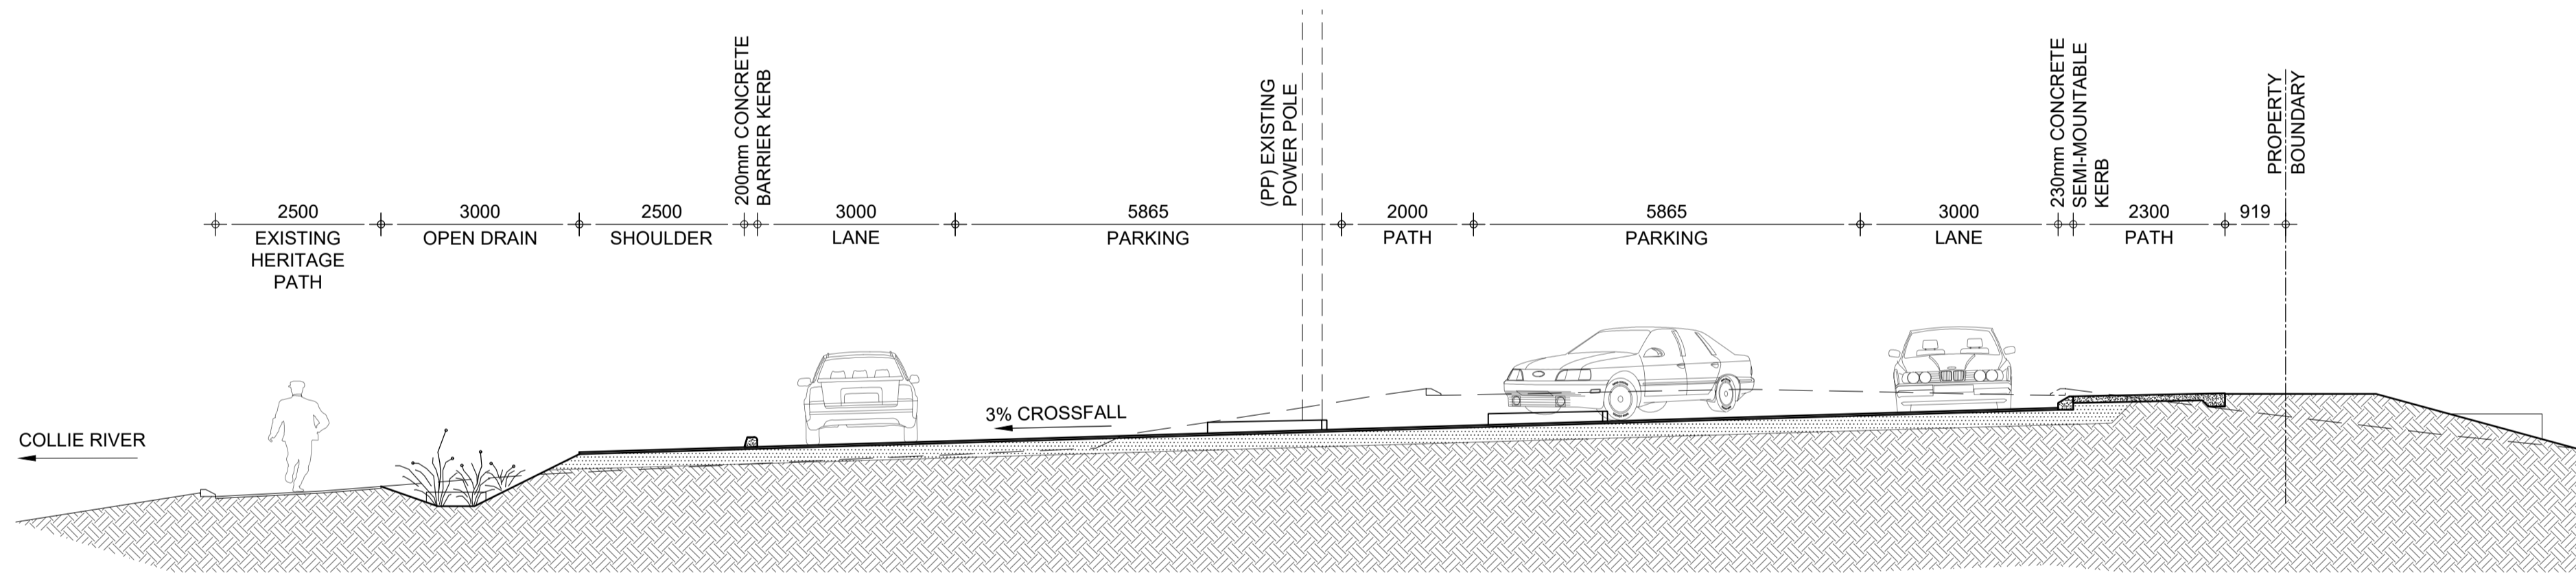 200mm CONCRETE
BARRIER KERB
(PP) EXISTING
POWER POLE
230mm CONCRETE
SEMI-MOUNTABLE
KERB
PROPERTY
BOUNDARY
2500
EXISTING
HERITAGE
PATH
3000
OPEN DRAIN
2500
SHOULDER
3000
LANE
5865
PARKING
2000
PATH
5865
PARKING
3000
LANE
2300
PATH
919
3% CROSSFALL
COLLIE RIVER